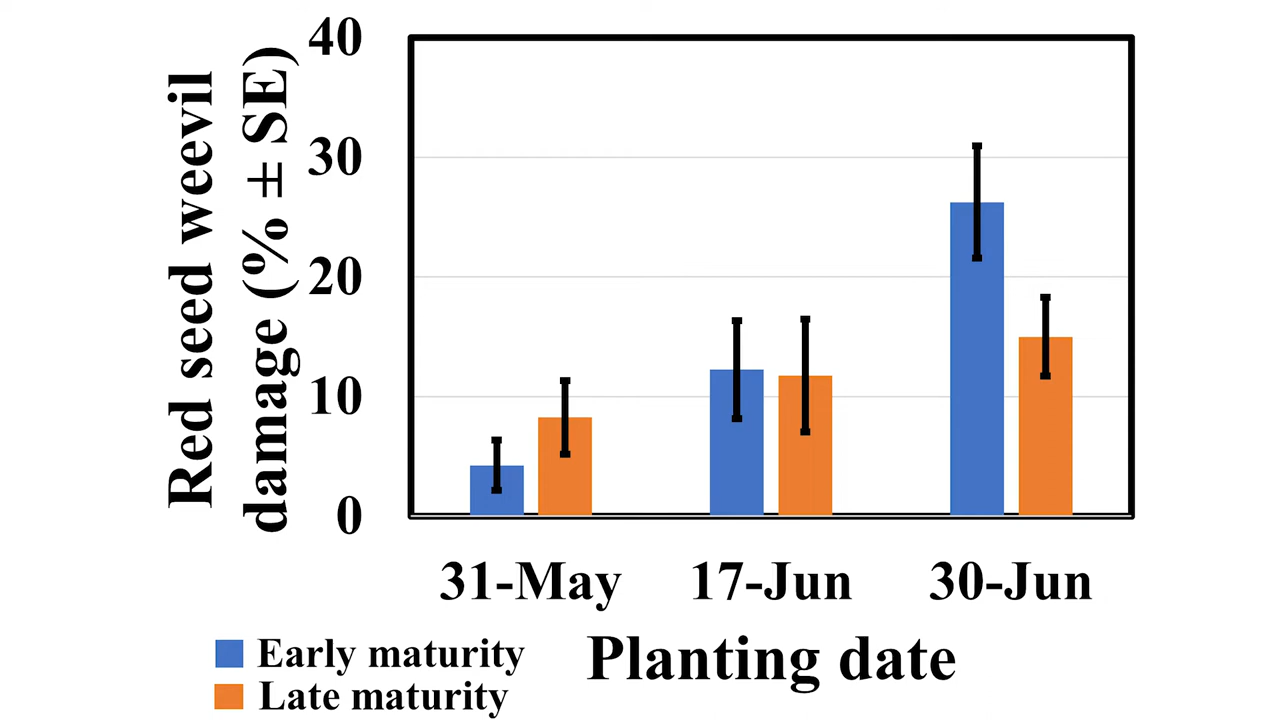 Red seed weevil
damage (% ± SE)
40
30
20
10
0
31-May 17-Jun 30-Jun
Planting date
Early maturity
Late maturity